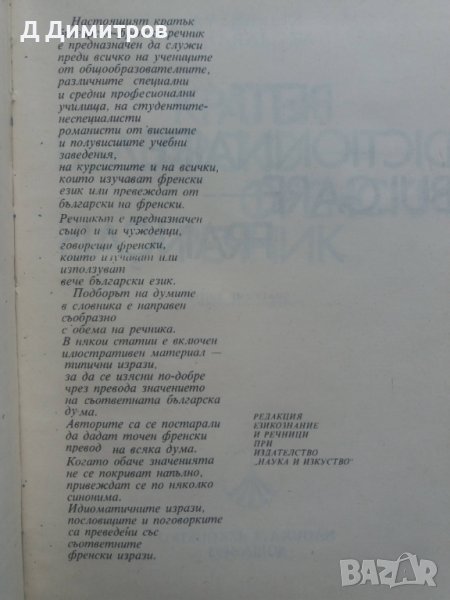 Д Димитров
Настоящият кратък
речник
е предназначен да служи
преди всичко на учениците
от общообразователните,
различните специални
и средни професионални
училища, на студентите-
неспециалисти
романисти от висшите
и полувисшите учебни
заведения,
на курсистите и на всички,
които изучават френски
език или превеждат от
български на френски.
Речникът е предназначен
също и за чужденци,
говорещи френски,
които изучават или
използуват
вече български език.
Подборът на думите
в словника е направен
съобразно
с обема на речника.
В някои статии е включен
илюстративен материал —
типични изрази,
за да се изясни по-добре
чрез превода значението
на съответната българска
дума.
Авторите са се постарали
да дадат точен френски
превод на всяка дума.
Когато обаче значенията
не се покриват напълно,
привеждат се по няколко
синонима.
Идиоматичните изрази,
пословиците и поговорките
са преведени със
съответните
френски изрази.
РЕДАКЦИЯ
ЕЗИКОЗНАНИЕ
И РЕЧНИЦИ
ПРИ
ИЗДАТЕЛСТВО
„НАУКА И ИЗКУСТВО"
BAZAR
.bg